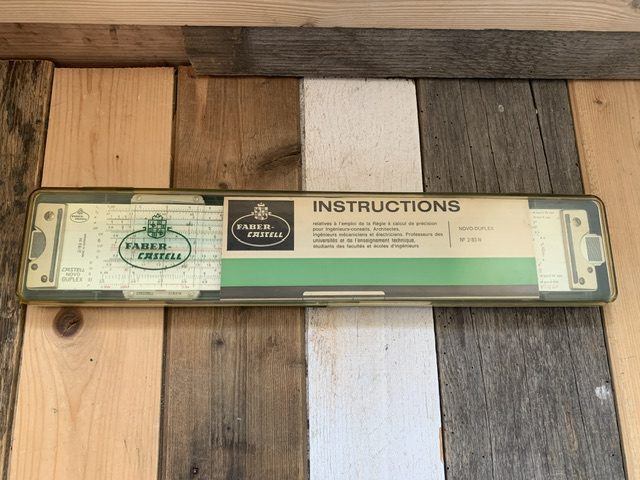 INSTRUCTIONS
relatives à l'emploi de la Règle à calcul de précision
pour Ingénieurs-conseils, Architectes,
Ingénieurs mécaniciens et électriciens, Professeurs des
universités et de l'enseignement technique,
étudiants des facultés et écoles d'ingénieurs
NOVO-DUPLEX
Nº 2/83 N
FABER-
CASTELL
FABER-
CASTELL
CASTELL
NOVO
DUPLEX